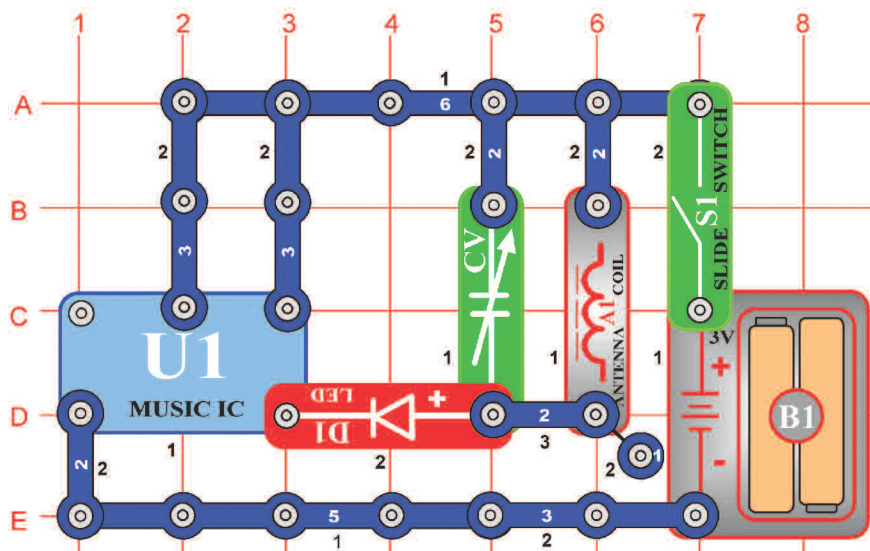 1 2 3 4 5 6 7 8
1
A 6
2 2 2 2 2 2 2
B
3 3
CV
S1
SLIDE SWITCH
C
U1
MUSIC IC
A1
ANTENNA COIL
1 1 1
3V
+
-
B1
LED
D1
+
D 2
1 2 3
2 2
2 1
E 5 3
1 2